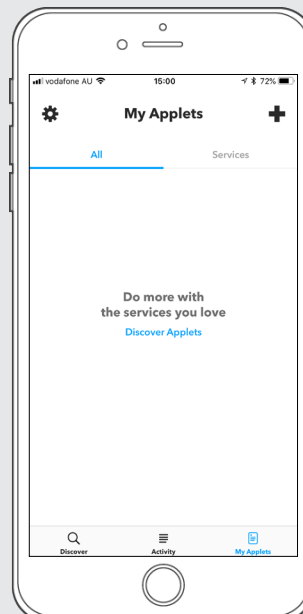 vodafone AU 15:00 72%
My Applets
All Services
Do more with
the services you love
Discover Applets
Discover Activity My Applets